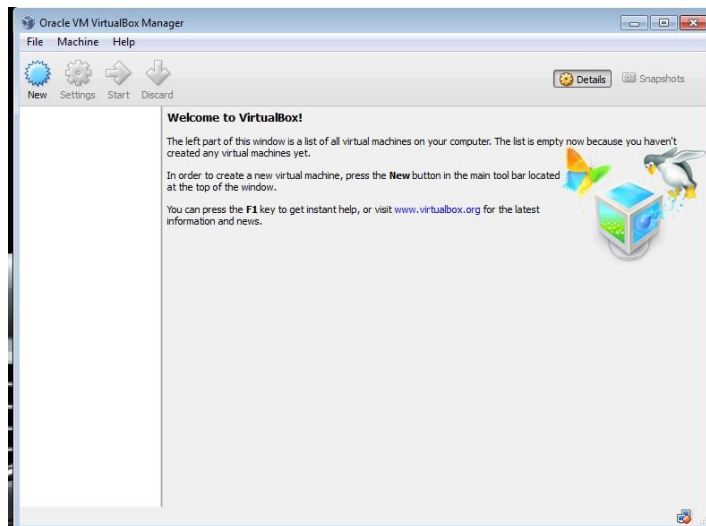 Oracle VM VirtualBox Manager
File Machine Help
New Settings Start Discard
Details Snapshots
Welcome to VirtualBox!
The left part of this window is a list of all virtual machines on your computer. The list is empty now because you haven't
created any virtual machines yet.
In order to create a new virtual machine, press the New button in the main tool bar located
at the top of the window.
You can press the F1 key to get instant help, or visit www.virtualbox.org for the latest
information and news.